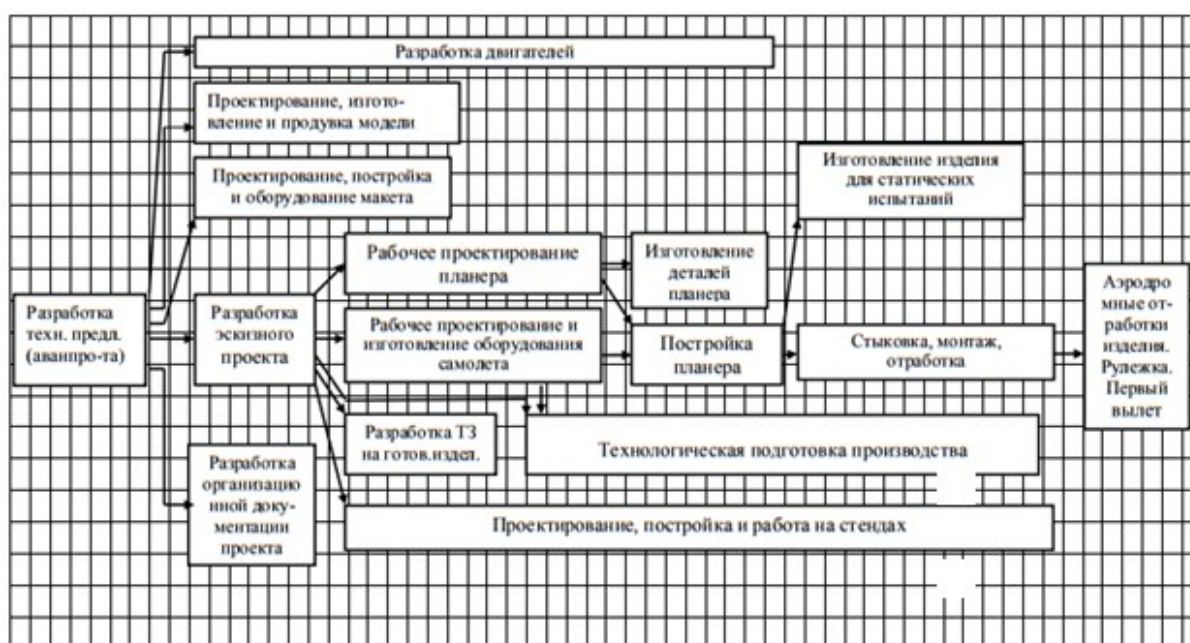 Разработка двигателей
Проектирование, изгото-
вление и продувка модели
Проектирование, постройка
и оборудование макета
Изготовление изделия
для статических
испытаний
Рабочее проектирование
планера
Изготовление
деталей
планера
Разработка
техн. предл.
(аванпро-та)
Разработка
эскизного
проекта
Рабочее проектирование и
изготовление оборудования
самолета
Постройка
планера
Стыковка, монтаж,
отработка
Аэродро
мные от-
работки
изделия.
Рулежка.
Первый
вылет
Разработка ТЗ
на готов.издел.
Технологическая подготовка производства
Разработка
организацио
нной доку-
ментации
проекта
Проектирование, постройка и работа на стендах